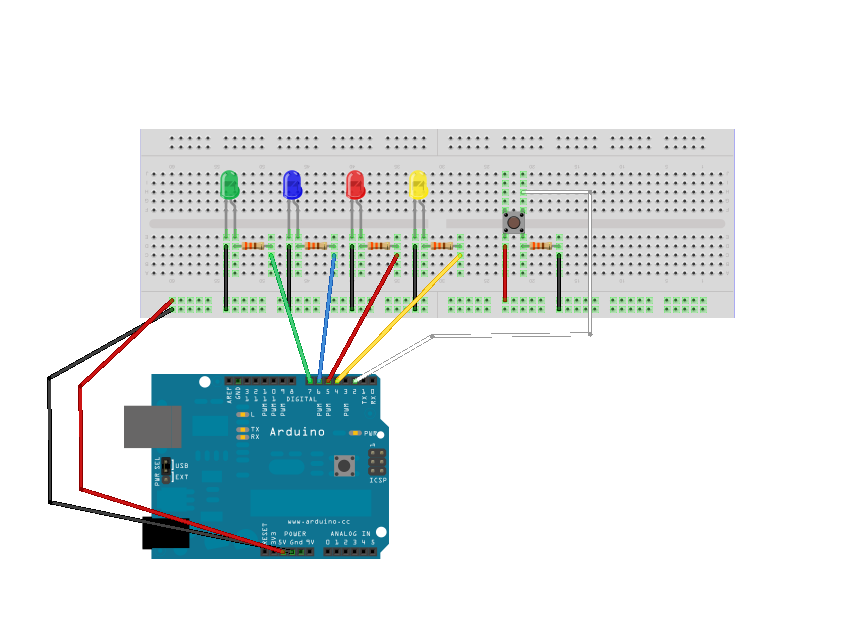 AREF
GND
13
12
11
10
9
8
7
6
5
4
3
2
1
0
PWM
PWM
PWM
PWM
PWM
PWM
TX
RX
DIGITAL
L
TX
RX
Arduino
PWR
ICSP
PWR SEL
USB
EXT
www.arduino.cc
POWER
ANALOG IN
RESET
3V3
5V Gnd 9V
0 1 2 3 4 5